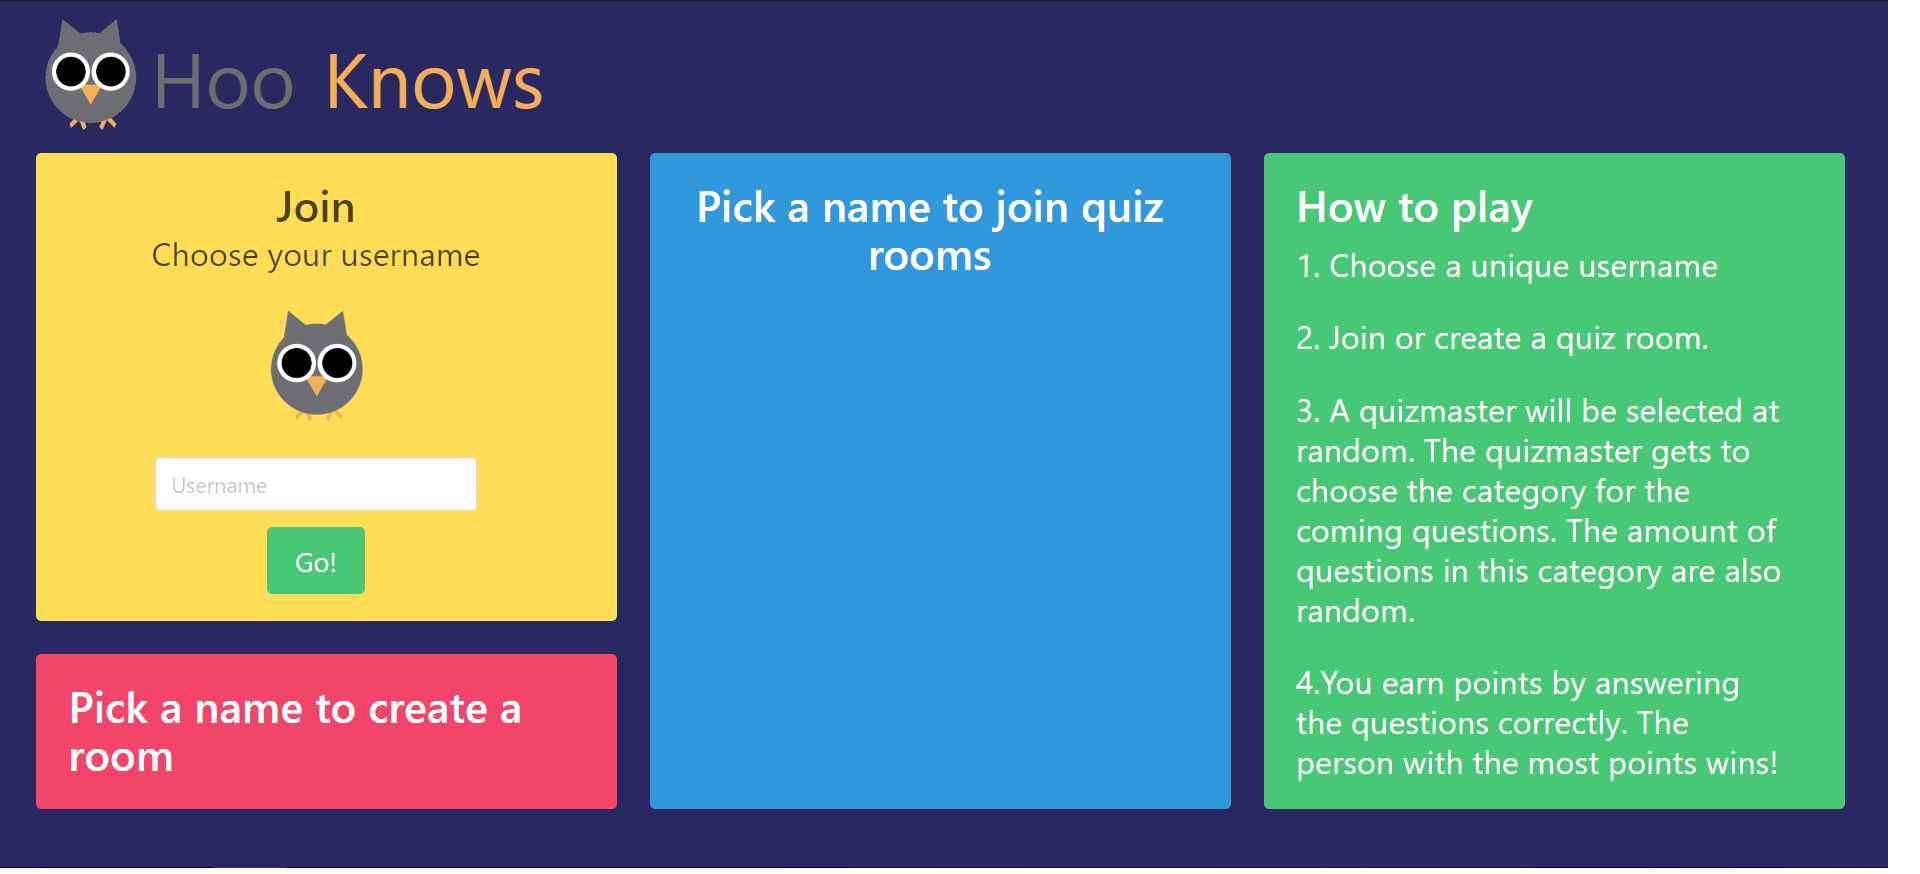 Hoo Knows
Join
Choose your username
Username
Go!
Pick a name to create a
room
Pick a name to join quiz
rooms
How to play
1. Choose a unique username
2. Join or create a quiz room.
3. A quizmaster will be selected at
random. The quizmaster gets to
choose the category for the
coming questions. The amount of
questions in this category are also
random.
4.You earn points by answering
the questions correctly. The
person with the most points wins!